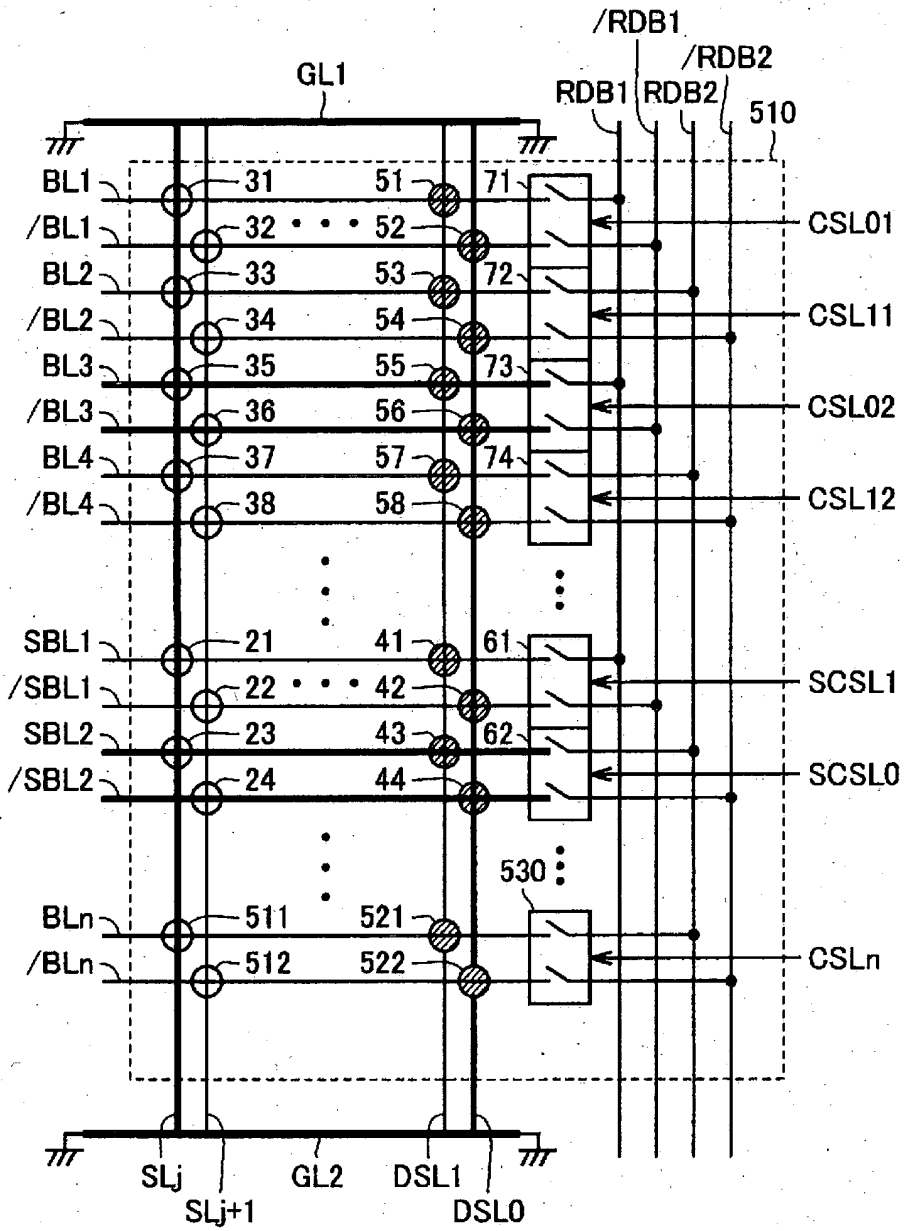 /RDB1
GL1
/RDB2
RDB1 RDB2
510
BL1 31 51 71
/BL1 32 52 CSL01
BL2 33 53 72
/BL2 34 54 CSL11
BL3 35 55 73
/BL3 36 56 CSL02
BL4 37 57 74
/BL4 38 58 CSL12
SBL1 21 41 61
/SBL1 22 42 SCSL1
SBL2 23 43 62
/SBL2 24 44 SCSL0
530
BLn 511 521
/BLn 512 522 CSLn
SLj GL2 DSL1
SLj+1 DSL0